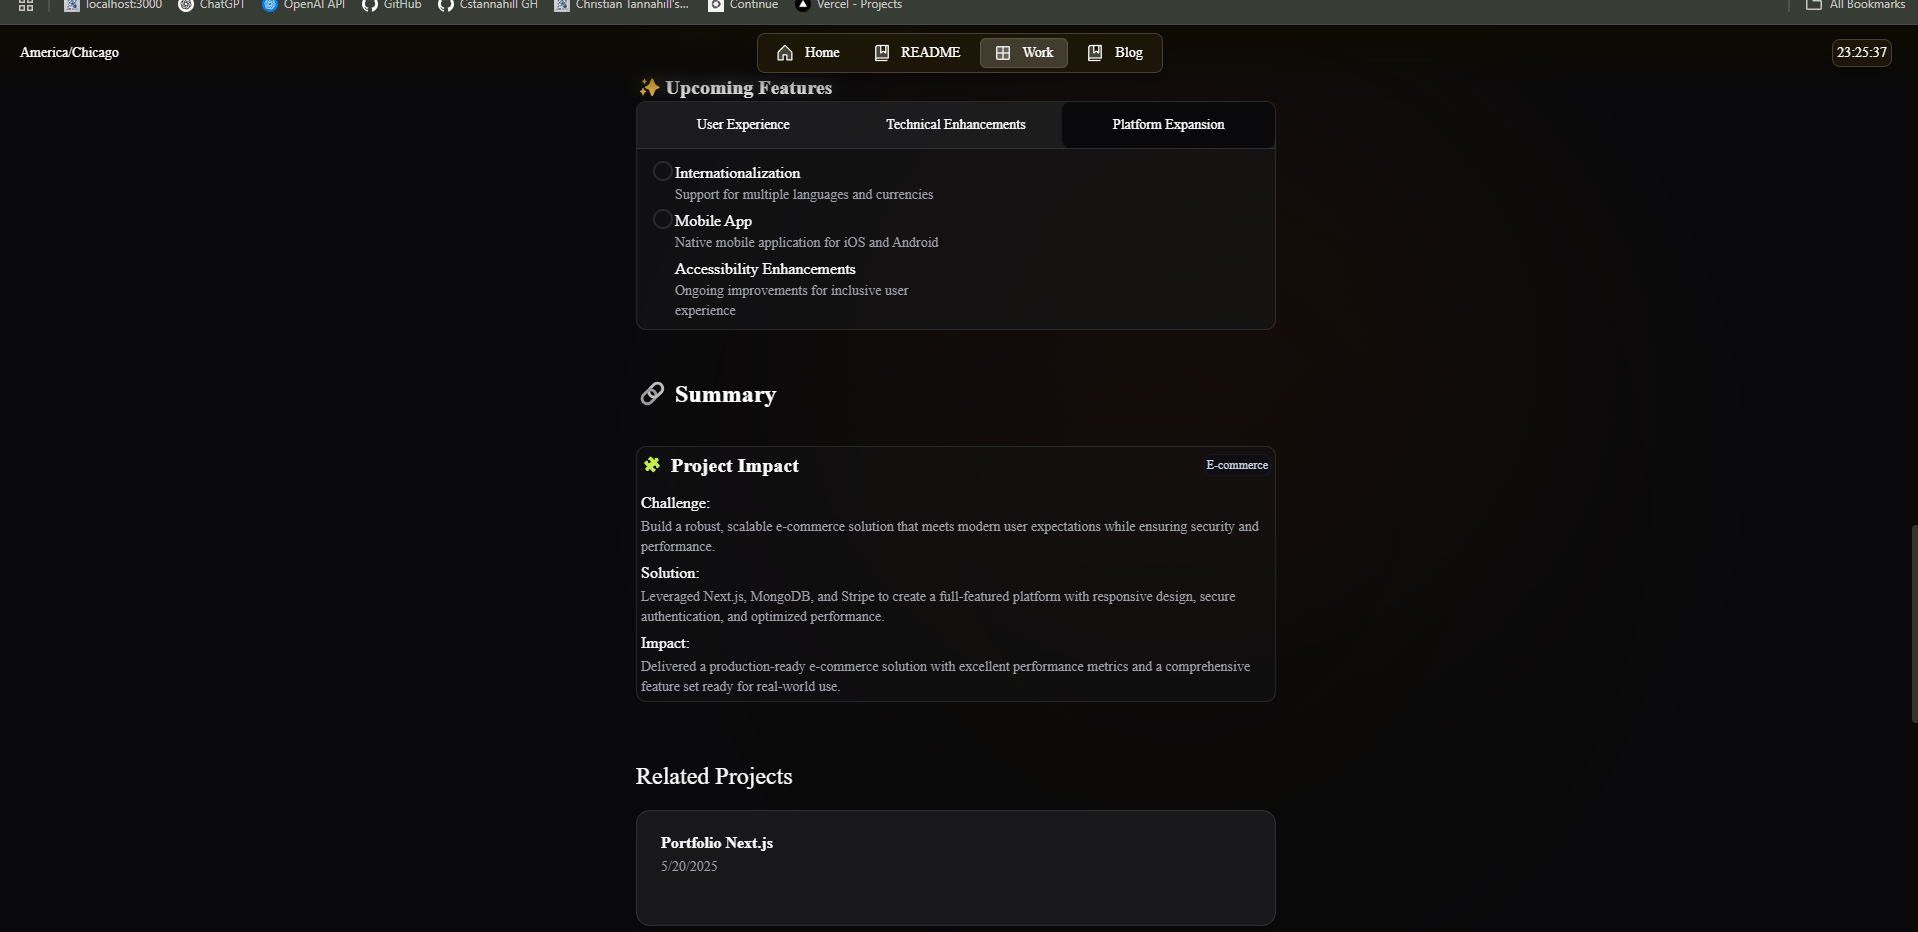 localhost:3000 ChatGPT OpenAI API GitHub Cstannahill GH Christian Tannahill's... Continue Vercel - Projects All Bookmarks
America/Chicago Home README Work Blog 23:25:37
✨ Upcoming Features
User Experience Technical Enhancements Platform Expansion
Internationalization
Support for multiple languages and currencies
Mobile App
Native mobile application for iOS and Android
Accessibility Enhancements
Ongoing improvements for inclusive user
experience
🔗 Summary
🧩 Project Impact E-commerce
Challenge:
Build a robust, scalable e-commerce solution that meets modern user expectations while ensuring security and
performance.
Solution:
Leveraged Next.js, MongoDB, and Stripe to create a full-featured platform with responsive design, secure
authentication, and optimized performance.
Impact:
Delivered a production-ready e-commerce solution with excellent performance metrics and a comprehensive
feature set ready for real-world use.
Related Projects
Portfolio Next.js
5/20/2025